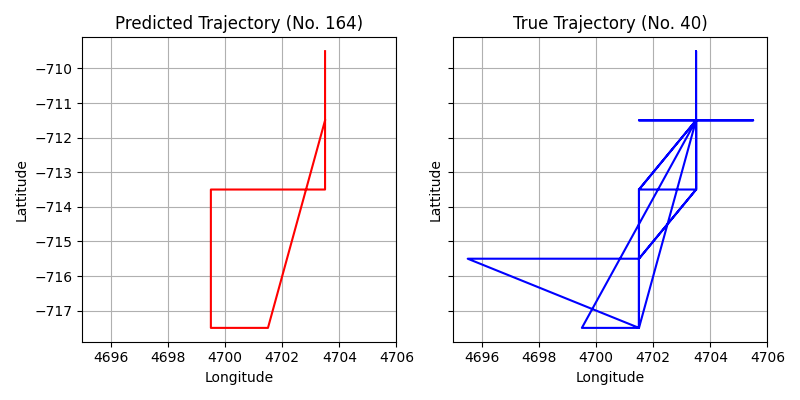 Predicted Trajectory (No. 164)
True Trajectory (No. 40)
−710
−711
−712
−713
−714
−715
−716
−717
Lattitude
Lattitude
4696 4698 4700 4702 4704 4706
4696 4698 4700 4702 4704 4706
Longitude
Longitude